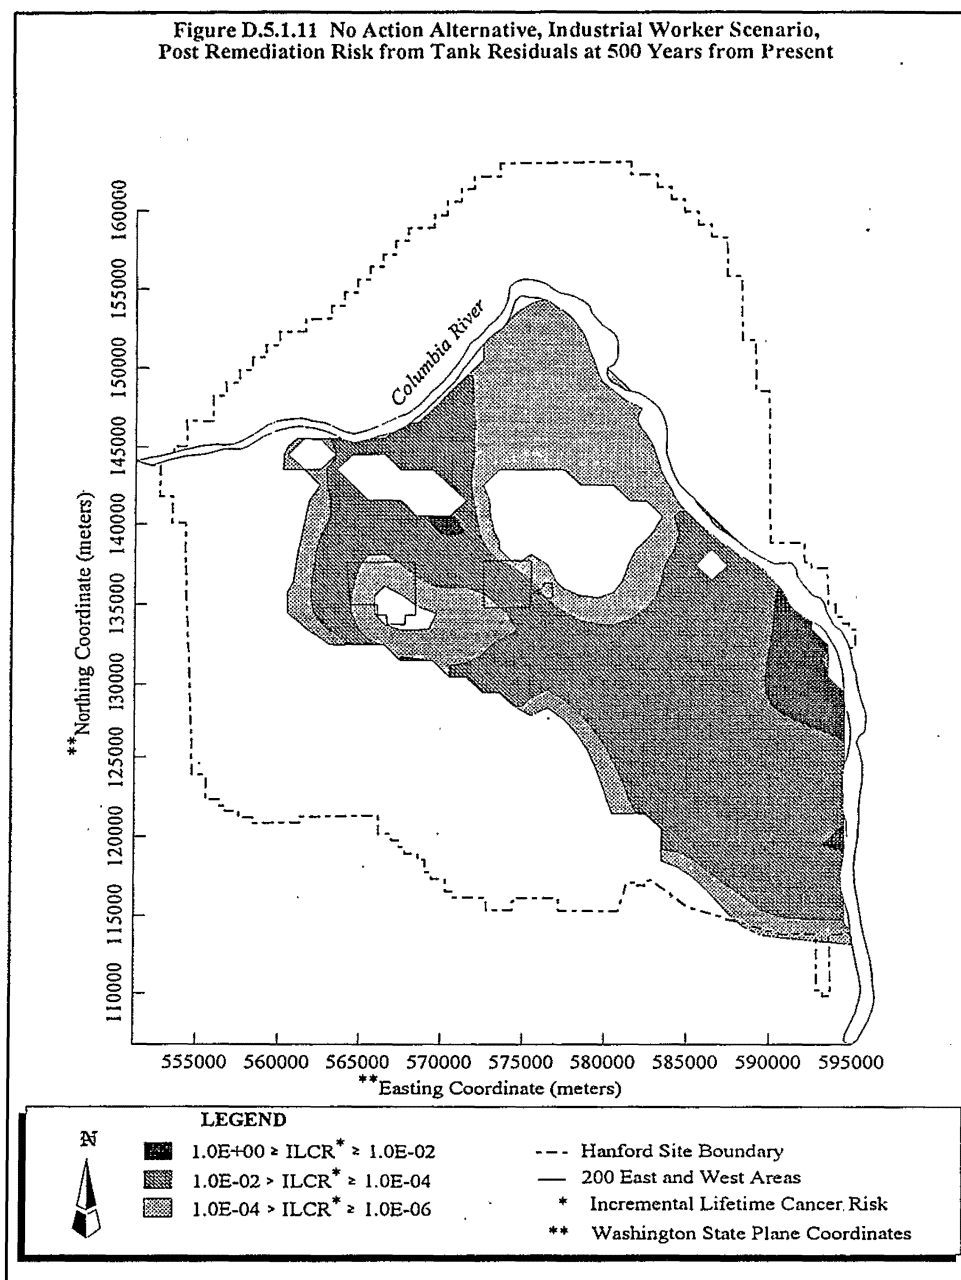 Figure D.5.1.11 No Action Alternative, Industrial Worker Scenario,
Post Remediation Risk from Tank Residuals at 500 Years from Present
160000
155000
150000
145000
140000
135000
130000
125000
120000
115000
110000
**Northing Coordinate (meters)
Columbia River
555000 560000 565000 570000 575000 580000 585000 590000 595000
**Easting Coordinate (meters)
LEGEND
N
1.0E+00 ≥ ILCR* ≥ 1.0E-02
1.0E-02 > ILCR* ≥ 1.0E-04
1.0E-04 > ILCR* ≥ 1.0E-06
Hanford Site Boundary
200 East and West Areas
* Incremental Lifetime Cancer Risk
** Washington State Plane Coordinates